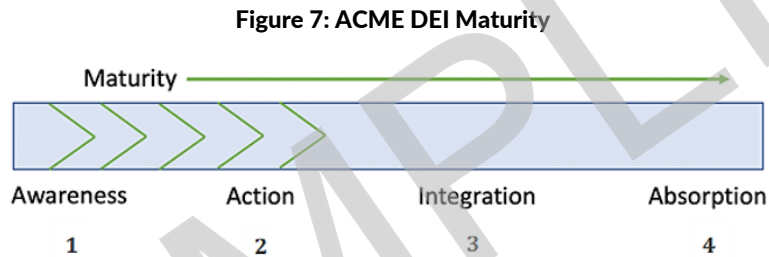 Figure 7: ACME DEI Maturity
Maturity
Awareness Action Integration Absorption
1 2 3 4